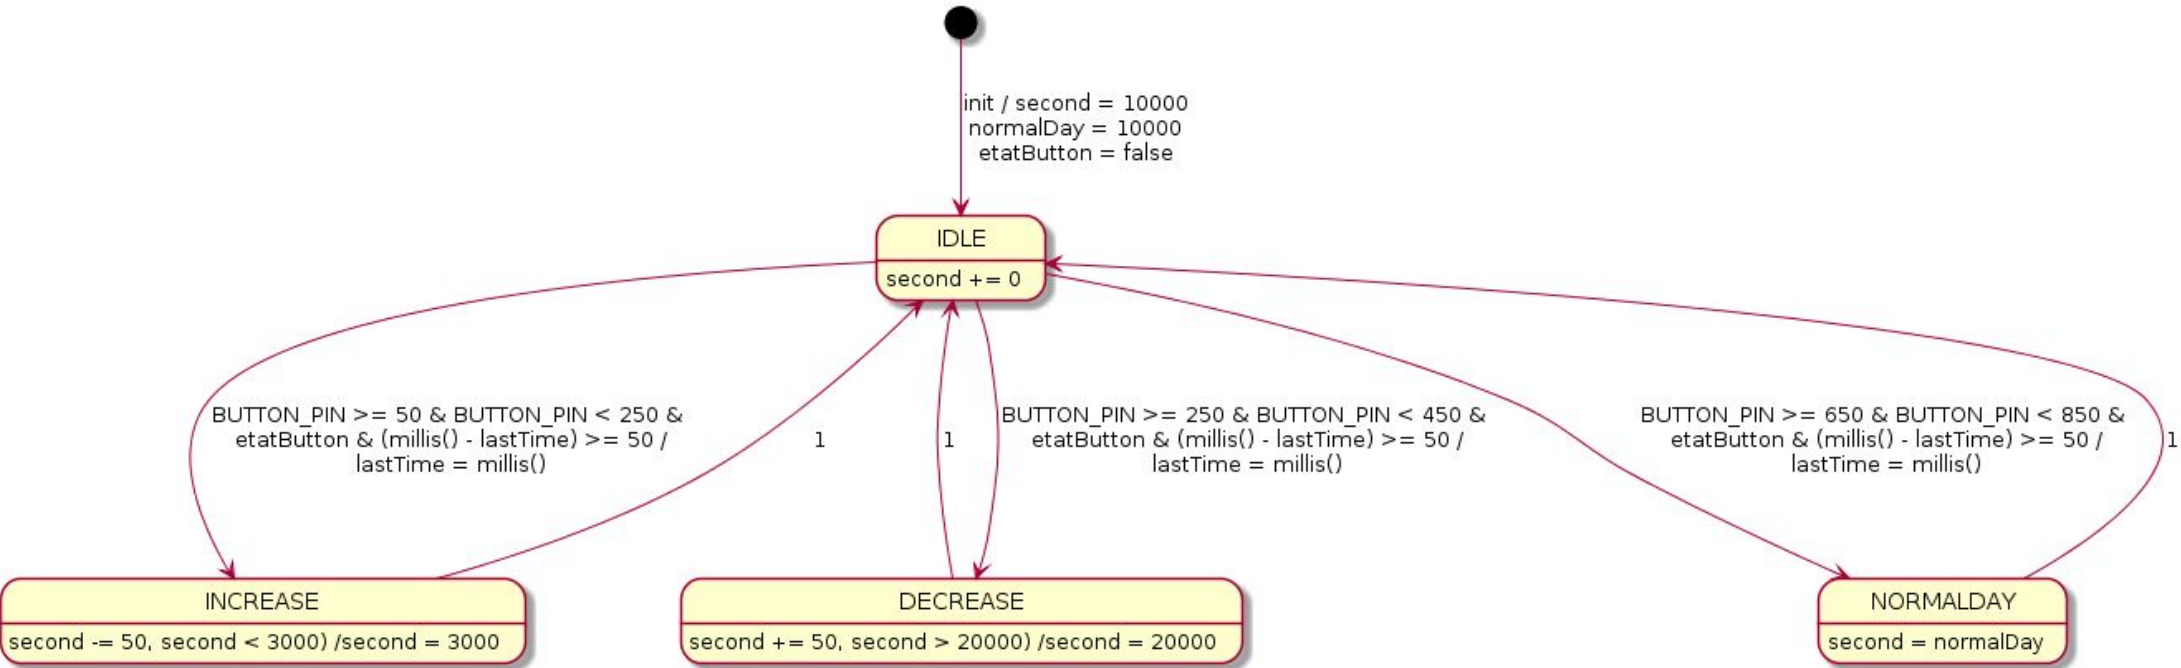 init / second = 10000
normalDay = 10000
etatButton = false
IDLE
second += 0
BUTTON_PIN >= 50 & BUTTON_PIN < 250 &
etatButton & (millis() - lastTime) >= 50 /
lastTime = millis()
1
1
BUTTON_PIN >= 250 & BUTTON_PIN < 450 &
etatButton & (millis() - lastTime) >= 50 /
lastTime = millis()
BUTTON_PIN >= 650 & BUTTON_PIN < 850 &
etatButton & (millis() - lastTime) >= 50 /
lastTime = millis()
1
INCREASE
second -= 50, second < 3000) /second = 3000
DECREASE
second += 50, second > 20000) /second = 20000
NORMALDAY
second = normalDay